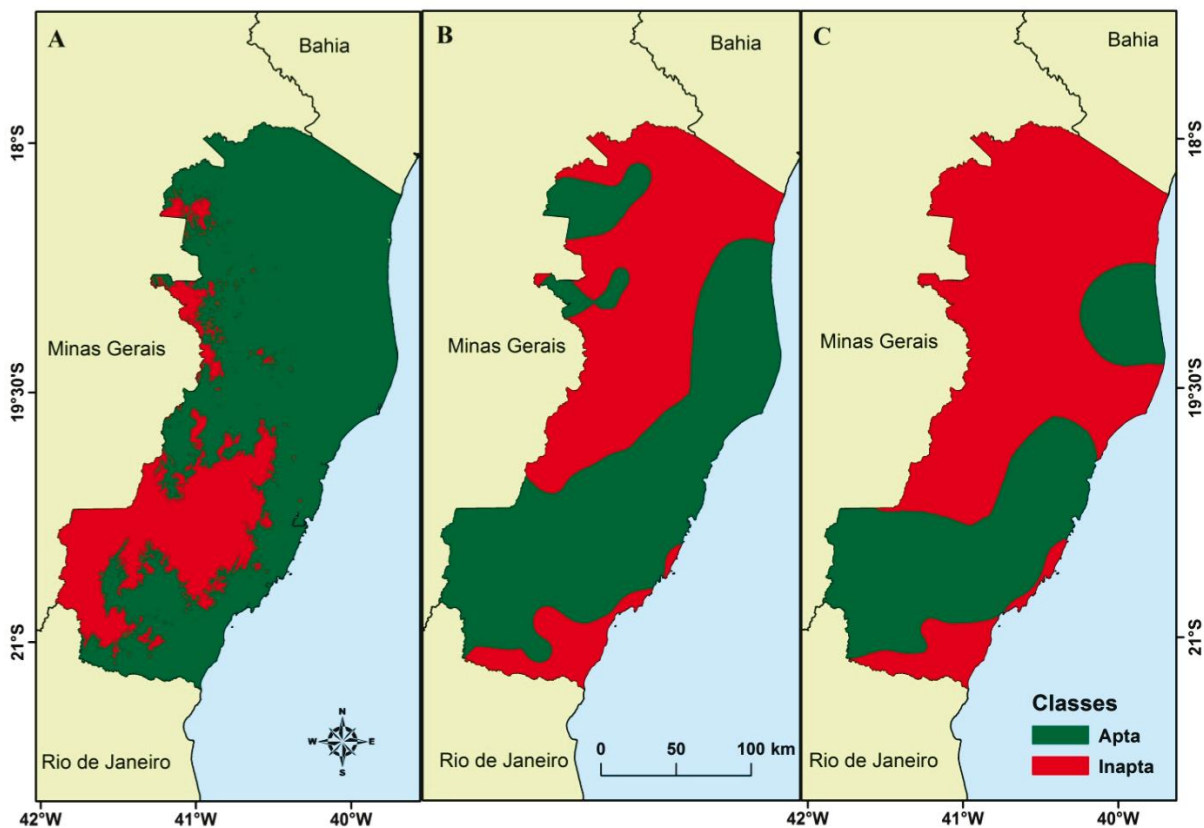 A
Bahia
18°S
Minas Gerais
19°30'S
21°S
Rio de Janeiro
N
W
E
S
42°W
41°W
40°W
B
Bahia
Minas Gerais
Rio de Janeiro
0
50
100 km
C
Bahia
18°S
Minas Gerais
19°30'S
21°S
Rio de Janeiro
Classes
Apta
Inapta
42°W
41°W
40°W